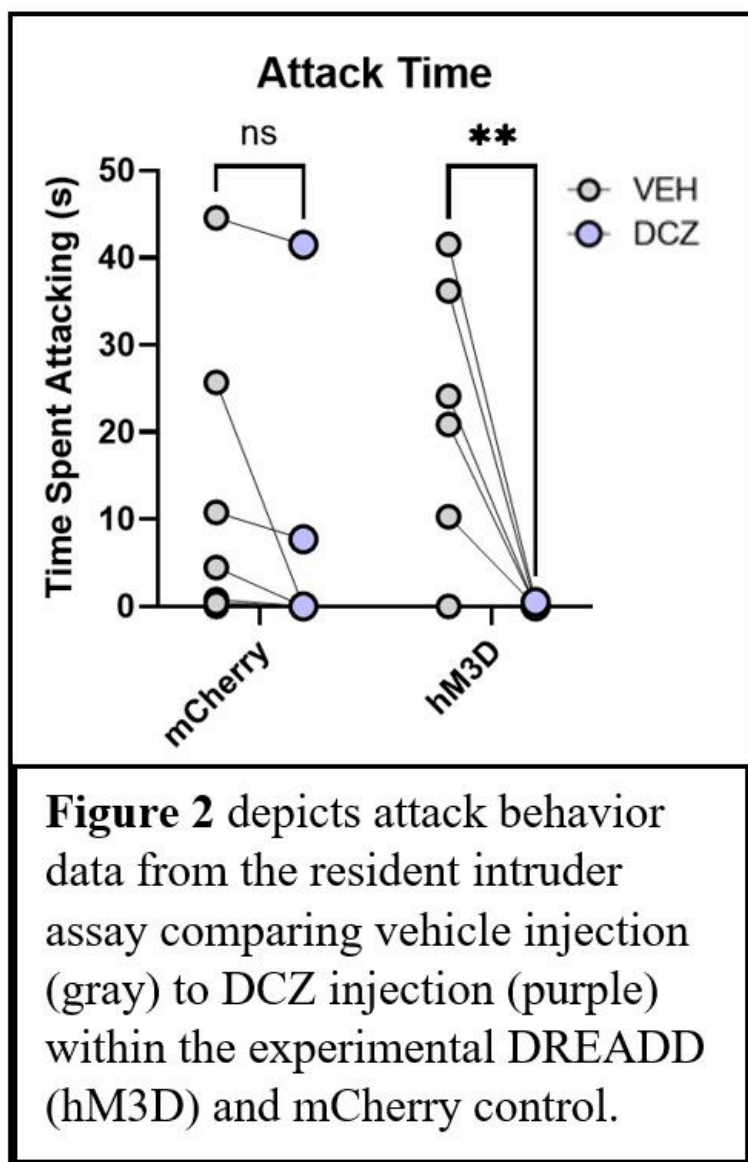 Attack Time
ns
**
VEH
DCZ
Time Spent Attacking (s)
50
40
30
20
10
0
mCherry
hM3D
Figure 2 depicts attack behavior
data from the resident intruder
assay comparing vehicle injection
(gray) to DCZ injection (purple)
within the experimental DREADD
(hM3D) and mCherry control.